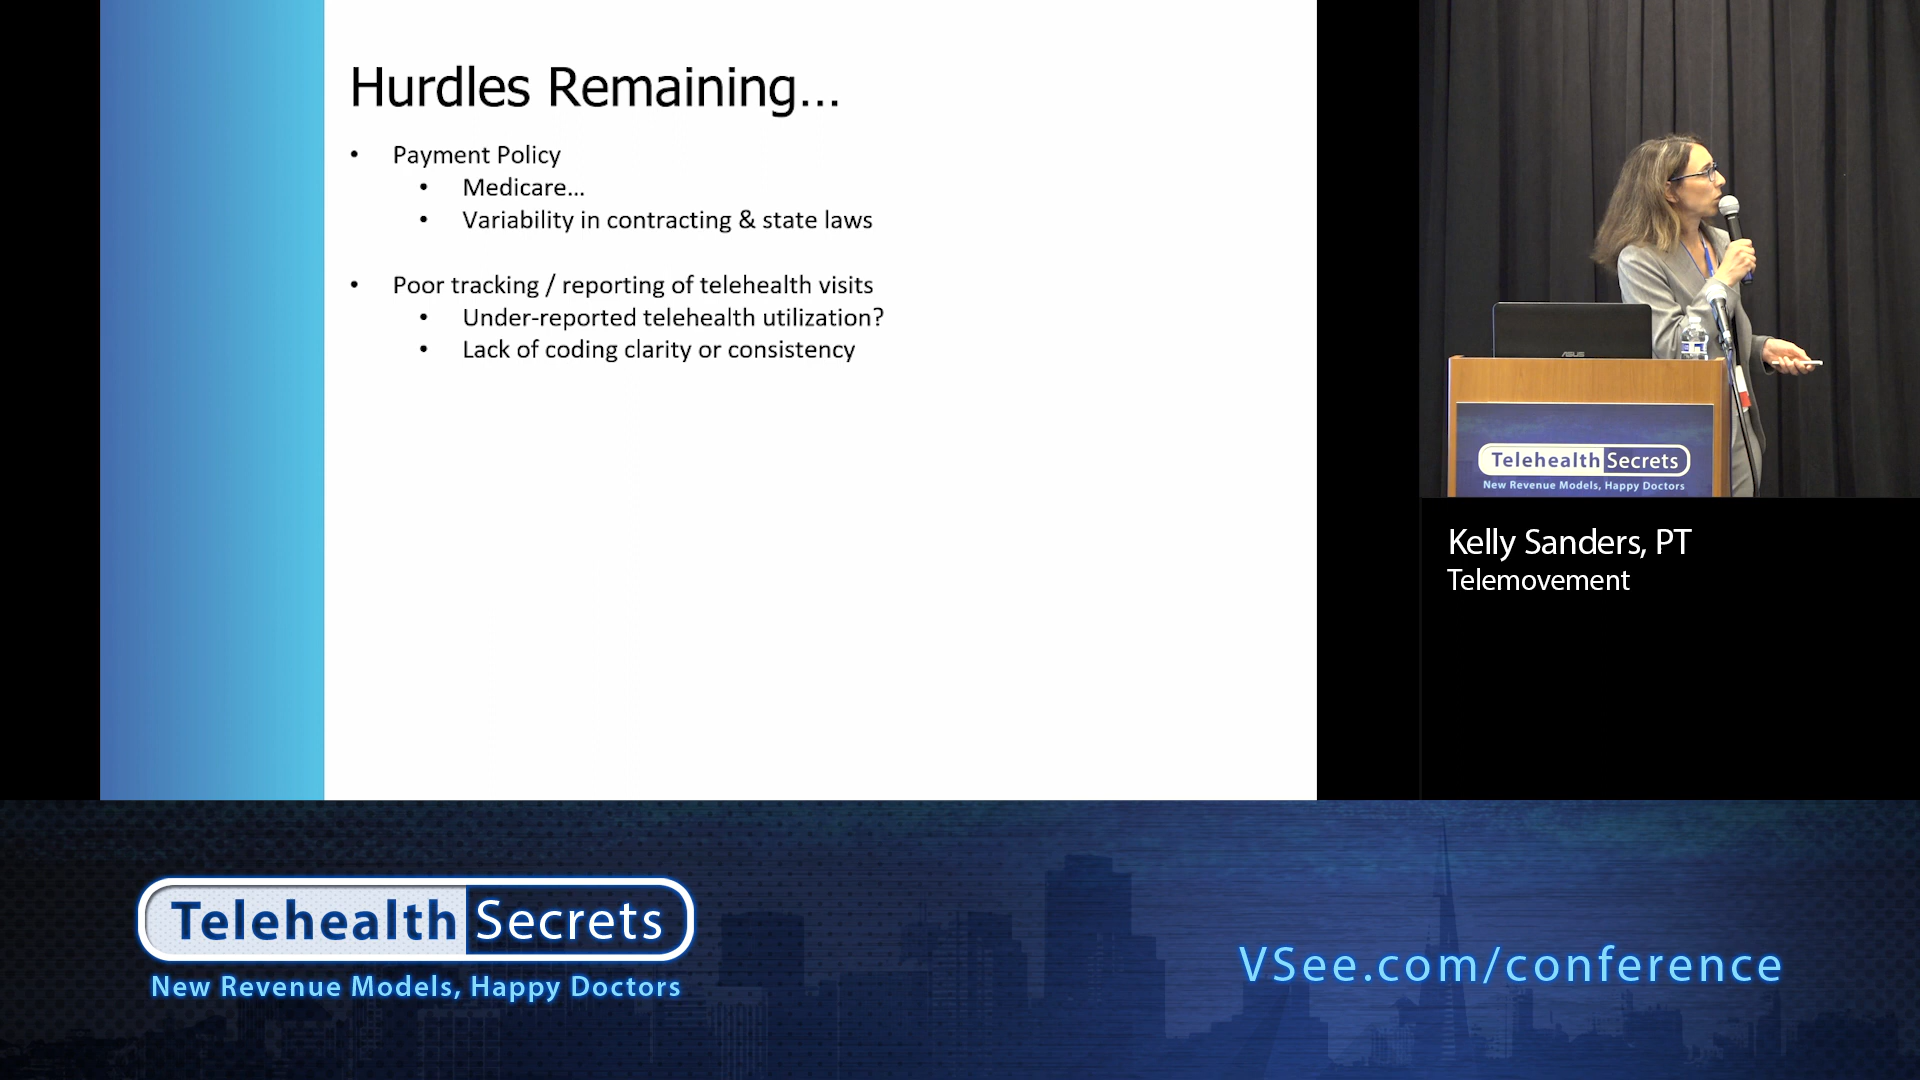 Hurdles Remaining...
• Payment Policy
• Medicare...
• Variability in contracting & state laws
• Poor tracking / reporting of telehealth visits
• Under-reported telehealth utilization?
• Lack of coding clarity or consistency
ASUS
Telehealth Secrets
New Revenue Models, Happy Doctors
Kelly Sanders, PT
Telemovement
Telehealth Secrets
New Revenue Models, Happy Doctors
VSee.com/conference